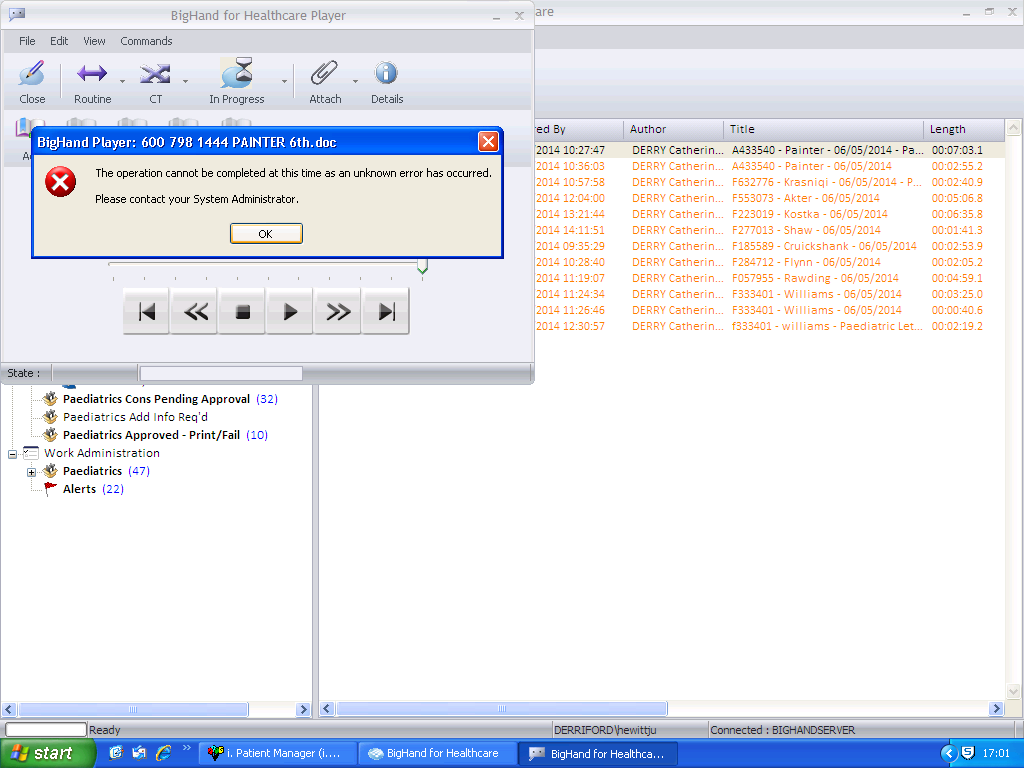 BigHand for Healthcare Player
File Edit View Commands
Close Routine CT In Progress Attach Details
BigHand Player: 600 798 1444 PAINTER 6th.doc
The operation cannot be completed at this time as an unknown error has occurred.
Please contact your System Administrator.
OK
State :
are
red By Author Title Length
2014 10:27:47 DERRY Catherin... A433540 - Painter - 06/05/2014 - Pa... 00:07:03.1
2014 10:36:03 DERRY Catherin... A433540 - Painter - 06/05/2014 00:02:55.2
2014 10:57:58 DERRY Catherin... F632776 - Krasniqi - 06/05/2014 - P... 00:02:40.9
2014 12:04:00 DERRY Catherin... F553073 - Akter - 06/05/2014 00:05:06.8
2014 13:21:44 DERRY Catherin... F223019 - Kostka - 06/05/2014 00:06:35.8
2014 14:11:51 DERRY Catherin... F277013 - Shaw - 06/05/2014 00:01:41.3
2014 09:35:29 DERRY Catherin... F185589 - Cruickshank - 06/05/2014 00:02:53.9
2014 10:28:40 DERRY Catherin... F284712 - Flynn - 06/05/2014 00:02:05.2
2014 11:19:07 DERRY Catherin... F057955 - Rawding - 06/05/2014 00:04:59.1
2014 11:24:34 DERRY Catherin... F333401 - Williams - 06/05/2014 00:03:25.0
2014 11:26:46 DERRY Catherin... F333401 - Williams - 06/05/2014 00:00:40.6
2014 12:30:57 DERRY Catherin... f333401 - williams - Paediatric Let... 00:02:19.2
Paediatrics Cons Pending Approval (32)
Paediatrics Add Info Req'd
Paediatrics Approved - Print/Fail (10)
Work Administration
Paediatrics (47)
Alerts (22)
Ready DERRIFORD\hewittju Connected : BIGHANDSERVER
start i. Patient Manager (i.... BigHand for Healthcare BigHand for Healthca... 17:01